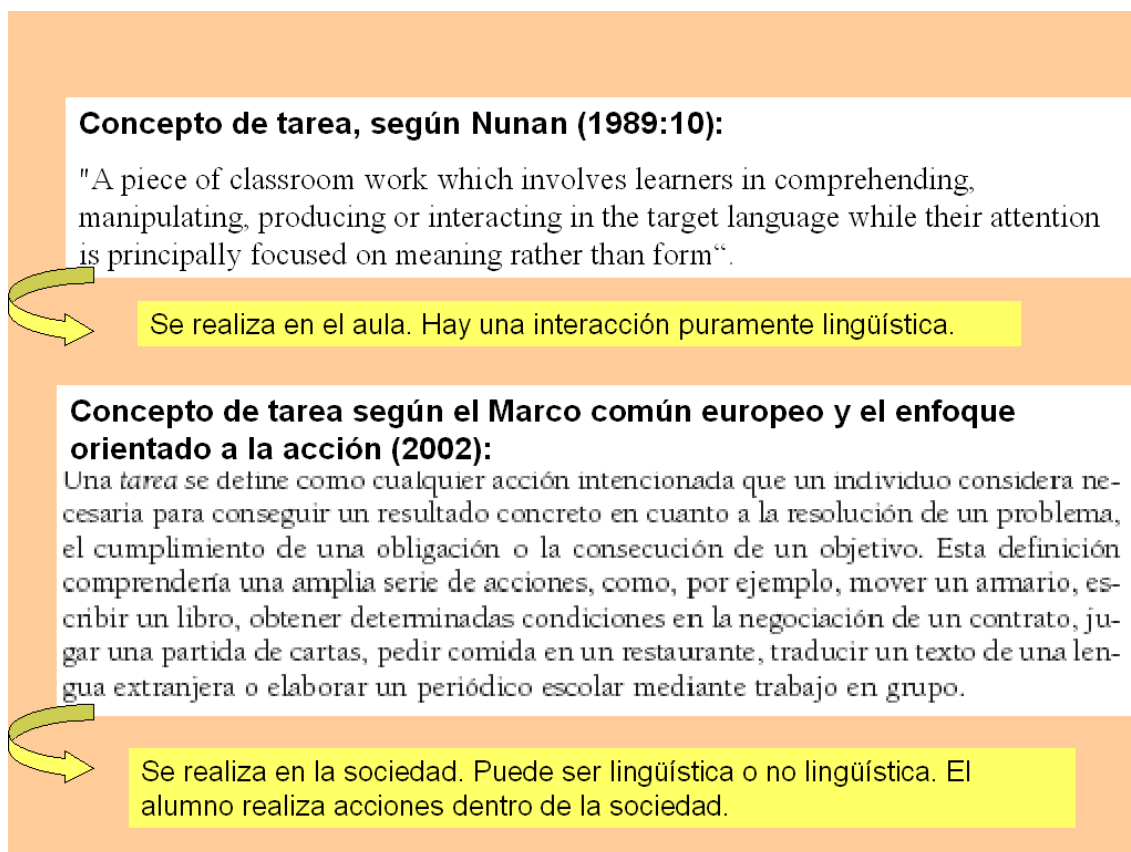 Concepto de tarea, según Nunan (1989:10):
"A piece of classroom work which involves learners in comprehending,
manipulating, producing or interacting in the target language while their attention
is principally focused on meaning rather than form“.
Se realiza en el aula. Hay una interacción puramente lingüística.
Concepto de tarea según el Marco común europeo y el enfoque
orientado a la acción (2002):
Una tarea se define como cualquier acción intencionada que un individuo considera ne-
cesaria para conseguir un resultado concreto en cuanto a la resolución de un problema,
el cumplimiento de una obligación o la consecución de un objetivo. Esta definición
comprendería una amplia serie de acciones, como, por ejemplo, mover un armario, es-
cribir un libro, obtener determinadas condiciones en la negociación de un contrato, ju-
gar una partida de cartas, pedir comida en un restaurante, traducir un texto de una len-
gua extranjera o elaborar un periódico escolar mediante trabajo en grupo.
Se realiza en la sociedad. Puede ser lingüística o no lingüística. El
alumno realiza acciones dentro de la sociedad.